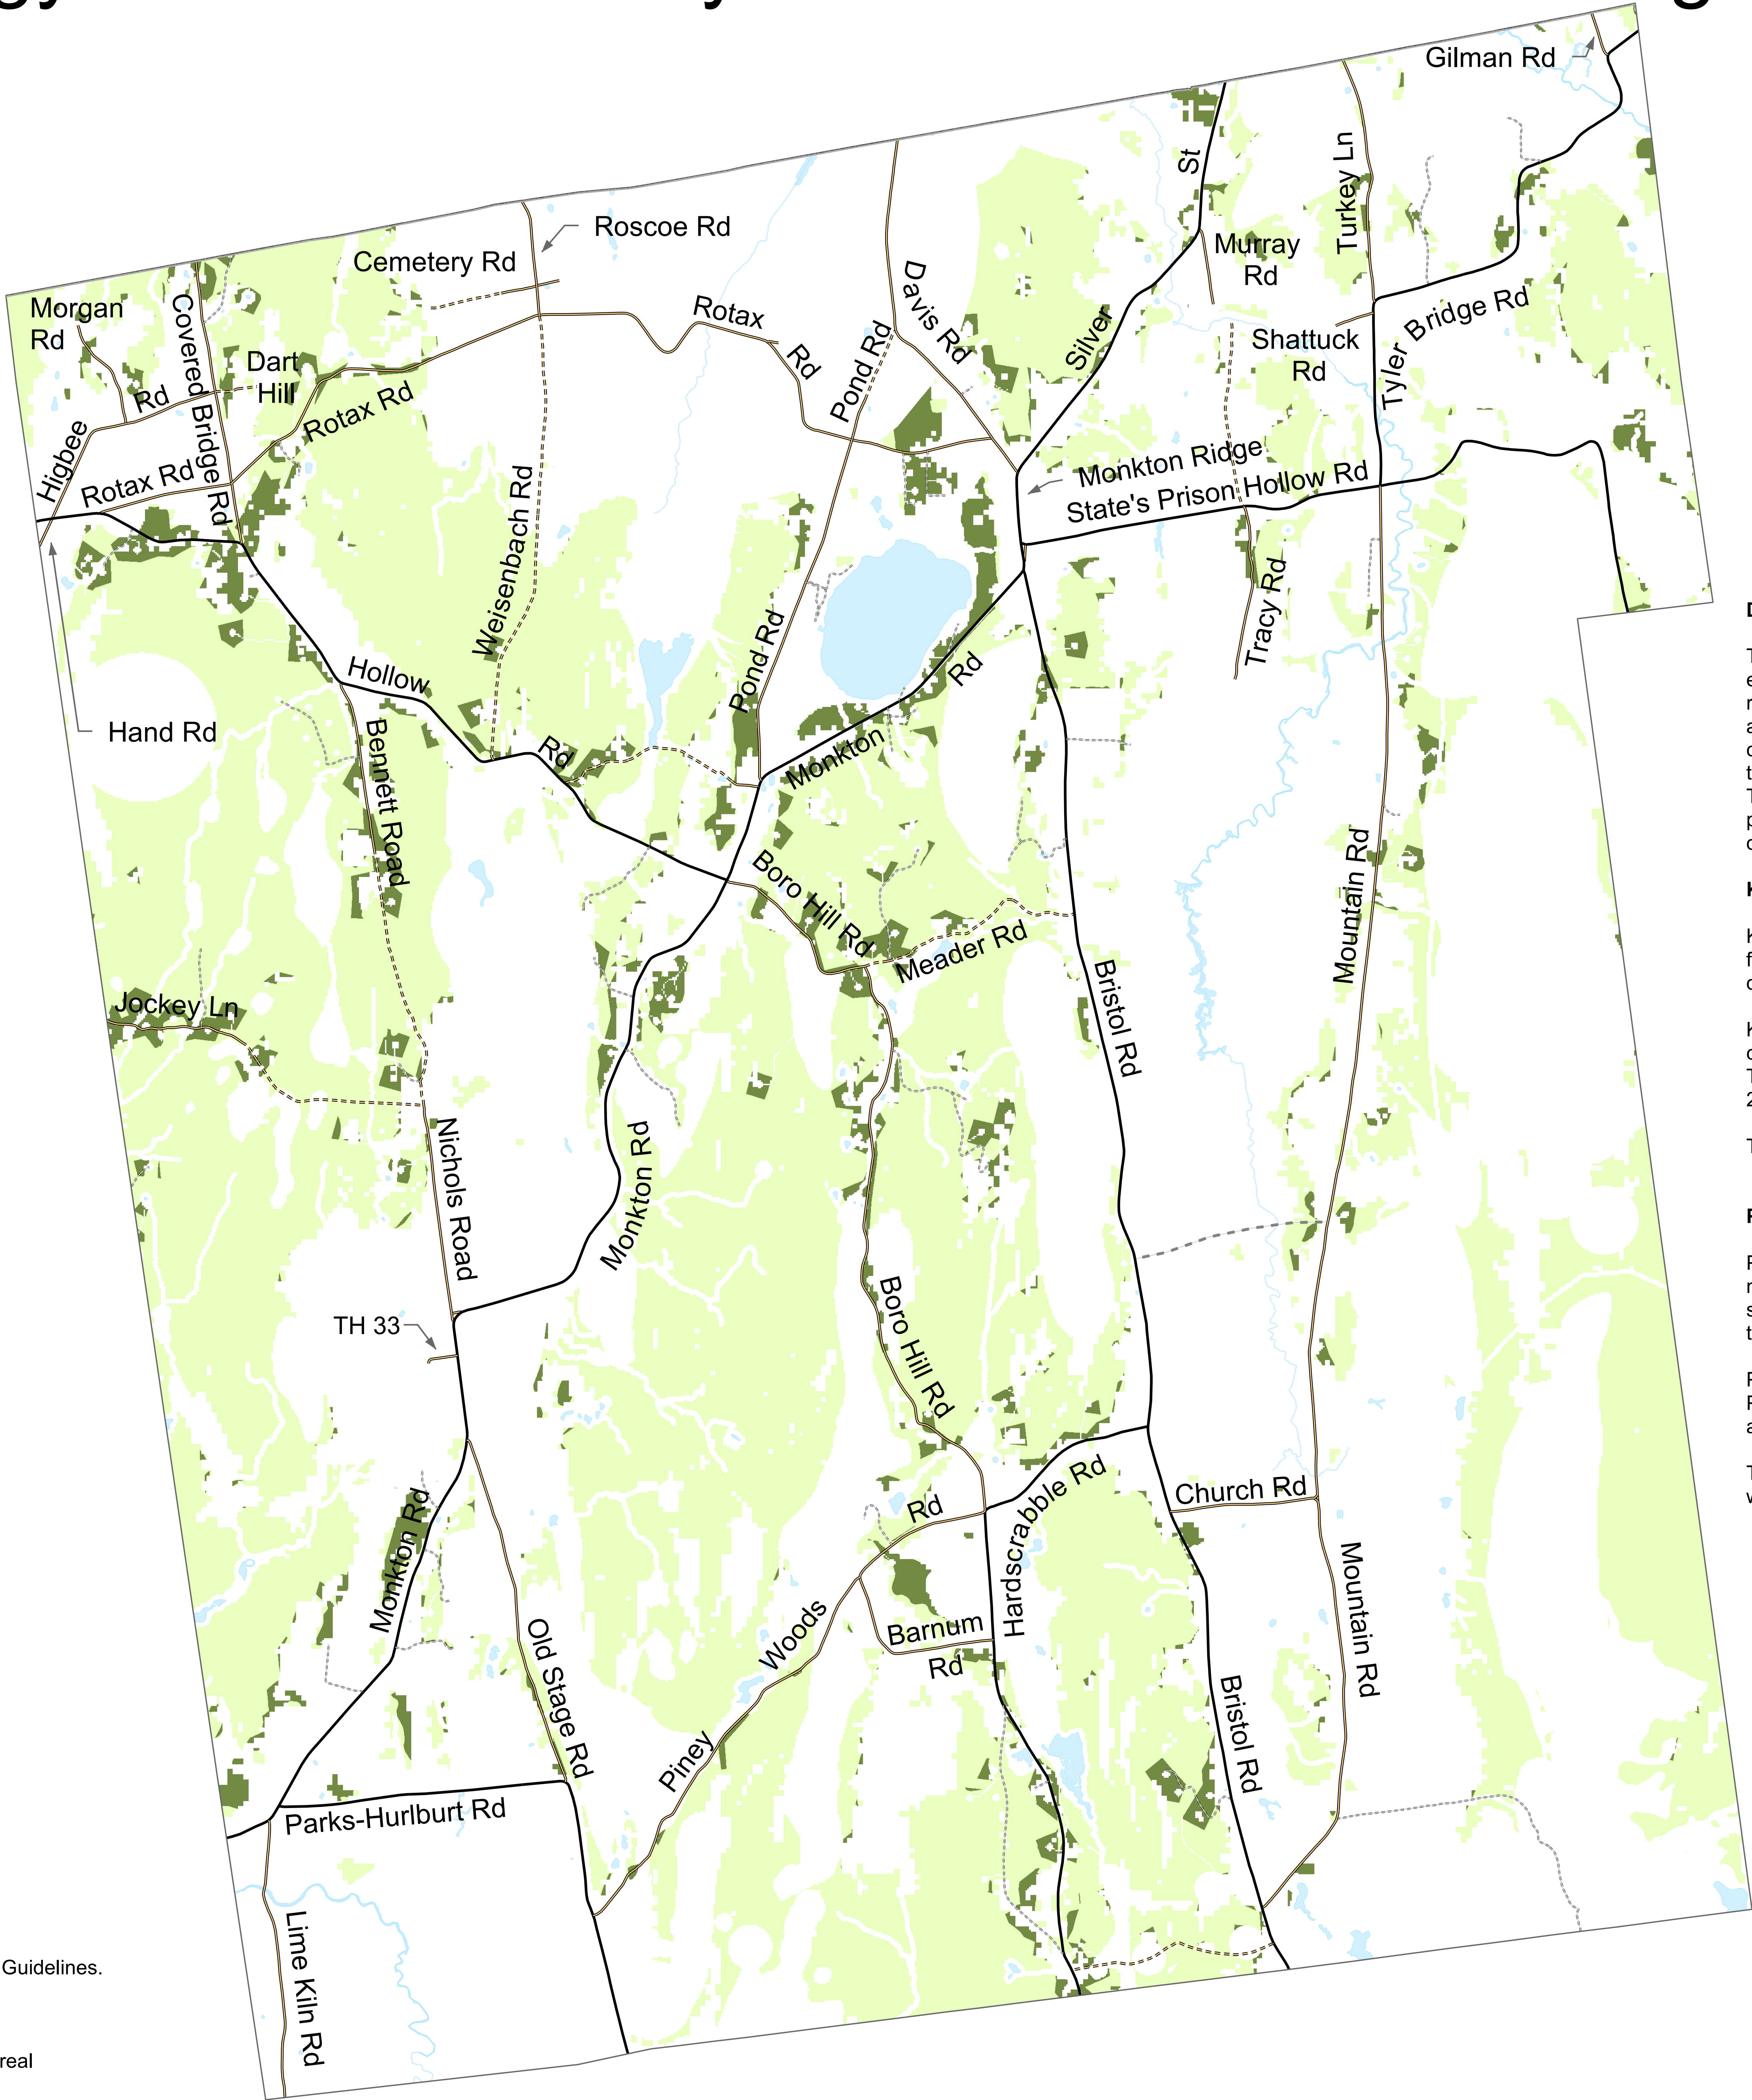 Gilman Rd
St
Turkey Ln
Roscoe Rd
Murray
Rd
Cemetery Rd
Davis Rd
Morgan
Rd
Covered Bridge Rd
Rotax
Rd
Pond Rd
Silver
Shattuck
Rd
Tyler Bridge Rd
Dart
Hill
Rd
Higbee
Rotax Rd
Rotax Rd
Monkton Ridge
State's Prison Hollow Rd
Weisenbach Rd
Tracy Rd
Pond Rd
Rd
Hollow
Hand Rd
Bennett Road
Rd
Monkton
Mountain Rd
Boro Hill Rd
Meader Rd
Bristol Rd
Jockey Ln
Nichols Road
Monkton Rd
TH 33
Boro Hill Rd
Hardscrabble Rd
Church Rd
Rd
Monkton Rd
Mountain Rd
Old Stage Rd
Woods
Barnum
Rd
Bristol Rd
Piney
Parks-Hurlburt Rd
Lime Kiln Rd
Guidelines.
real